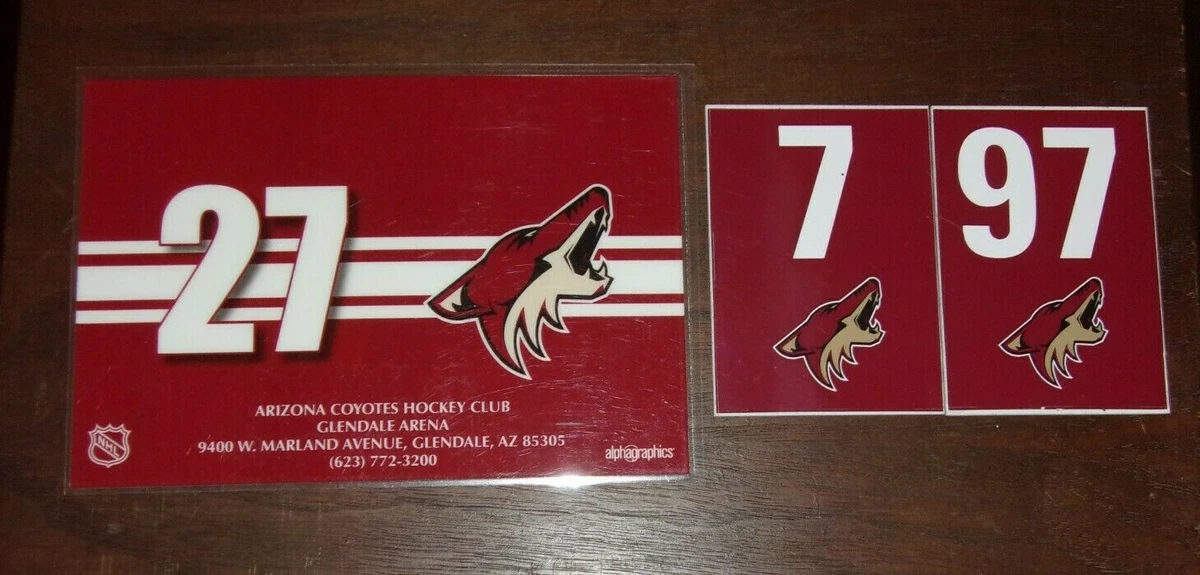 27
ARIZONA COYOTES HOCKEY CLUB
GLENDALE ARENA
9400 W. MARLAND AVENUE, GLENDALE, AZ 85305
(623) 772-3200
NHL
alphagraphics
7
97